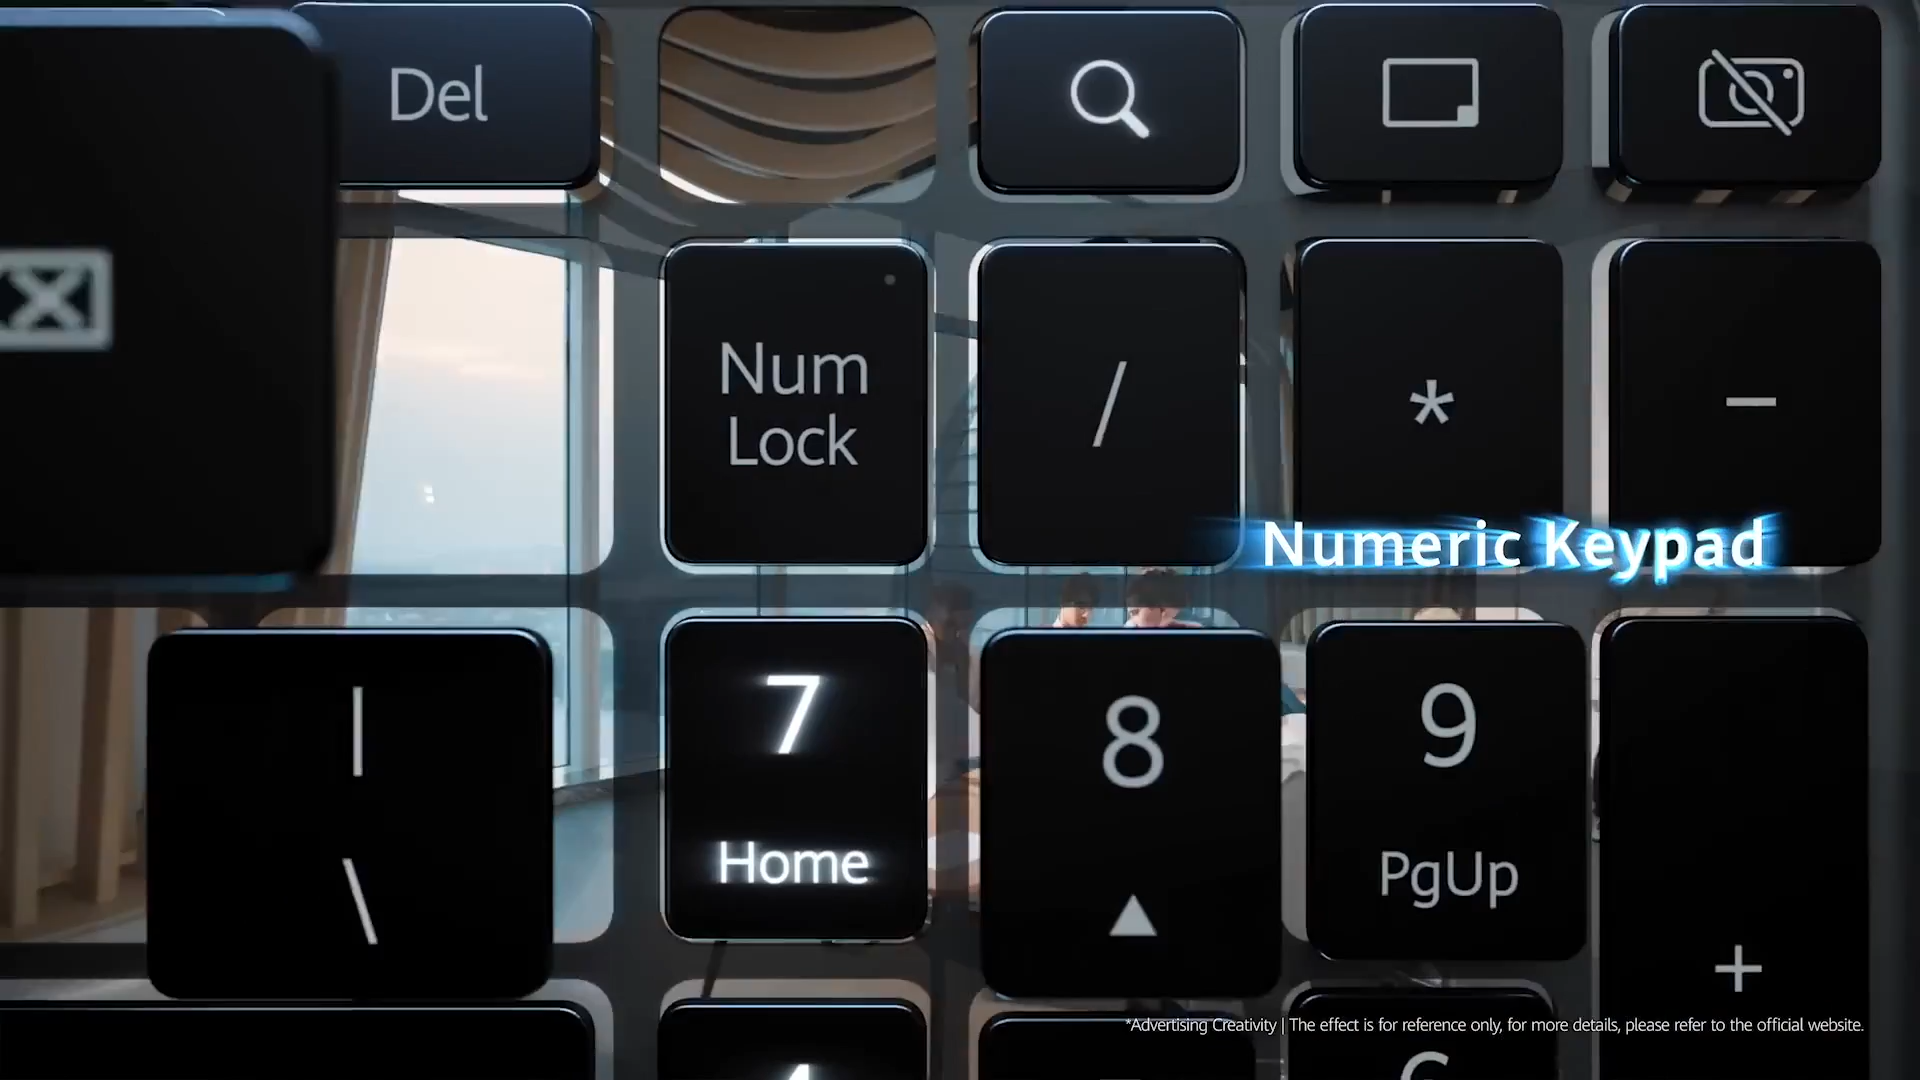 Del
Num
Lock
/
*
–
Numeric Keypad
|
\
7
Home
8
▲
9
PgUp
+
*Advertising Creativity | The effect is for reference only, for more details, please refer to the official website.